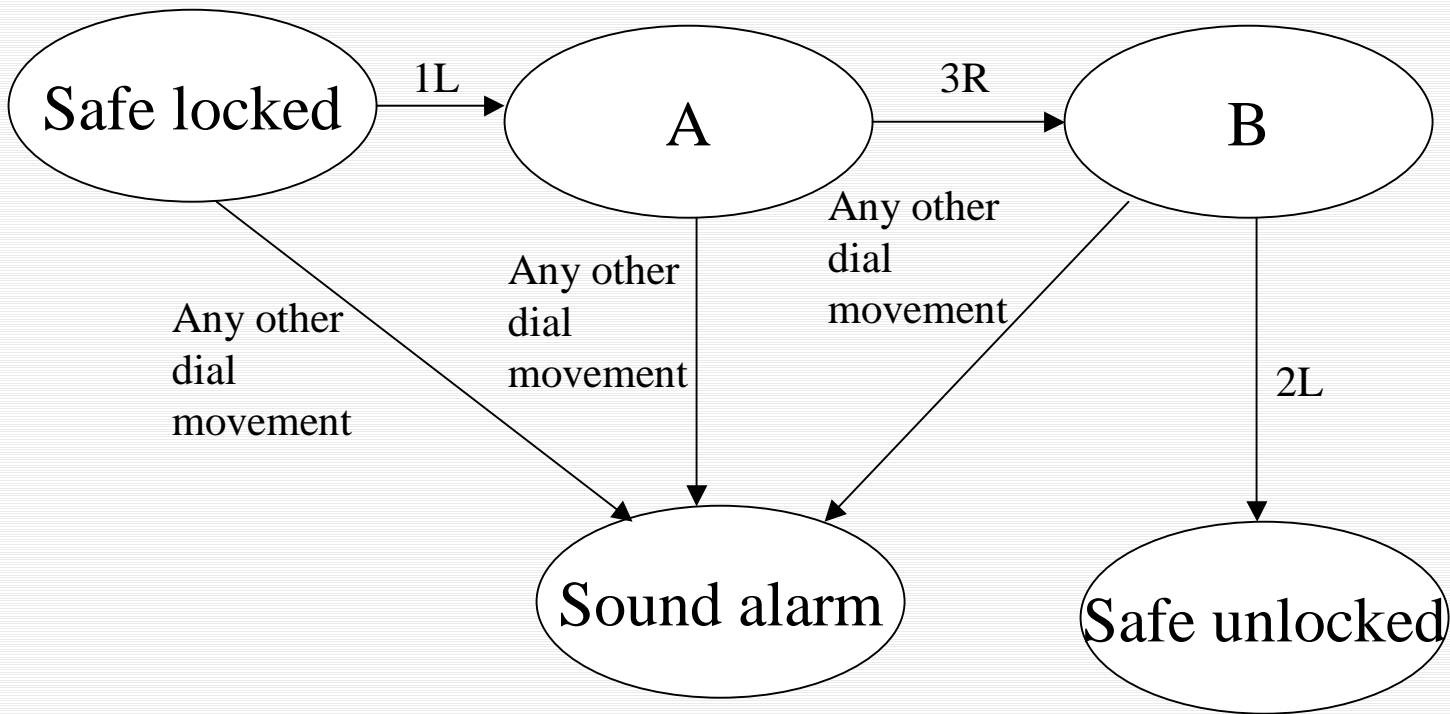 Safe locked
1L
A
3R
B
Any other
dial
movement
Any other
dial
movement
Any other
dial
movement
2L
Sound alarm
Safe unlocked